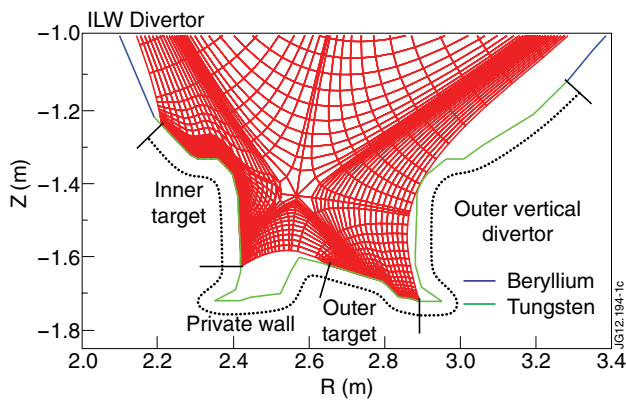 ILW Divertor
−1.0
−1.2
−1.4
−1.6
−1.8
Z (m)
Inner
target
Outer vertical
divertor
Beryllium
Tungsten
Private wall
Outer
target
2.0
2.2
2.4
2.6
2.8
3.0
3.2
3.4
R (m)
JG12.194-1c